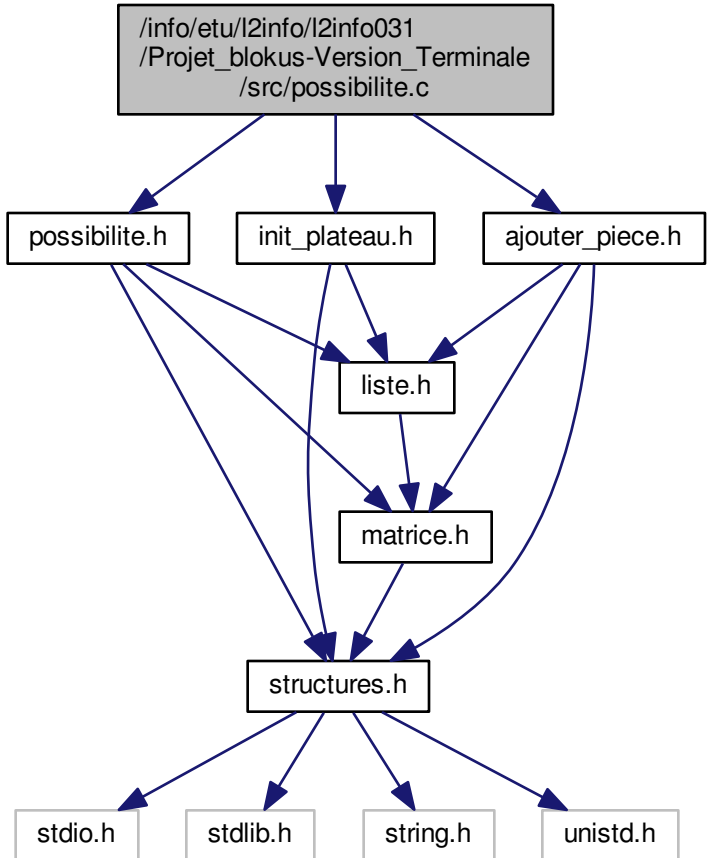 /info/etu/l2info/l2info031
/Projet_blokus-Version_Terminale
/src/possibilite.c
possibilite.h
init_plateau.h
ajouter_piece.h
liste.h
matrice.h
structures.h
stdio.h
stdlib.h
string.h
unistd.h